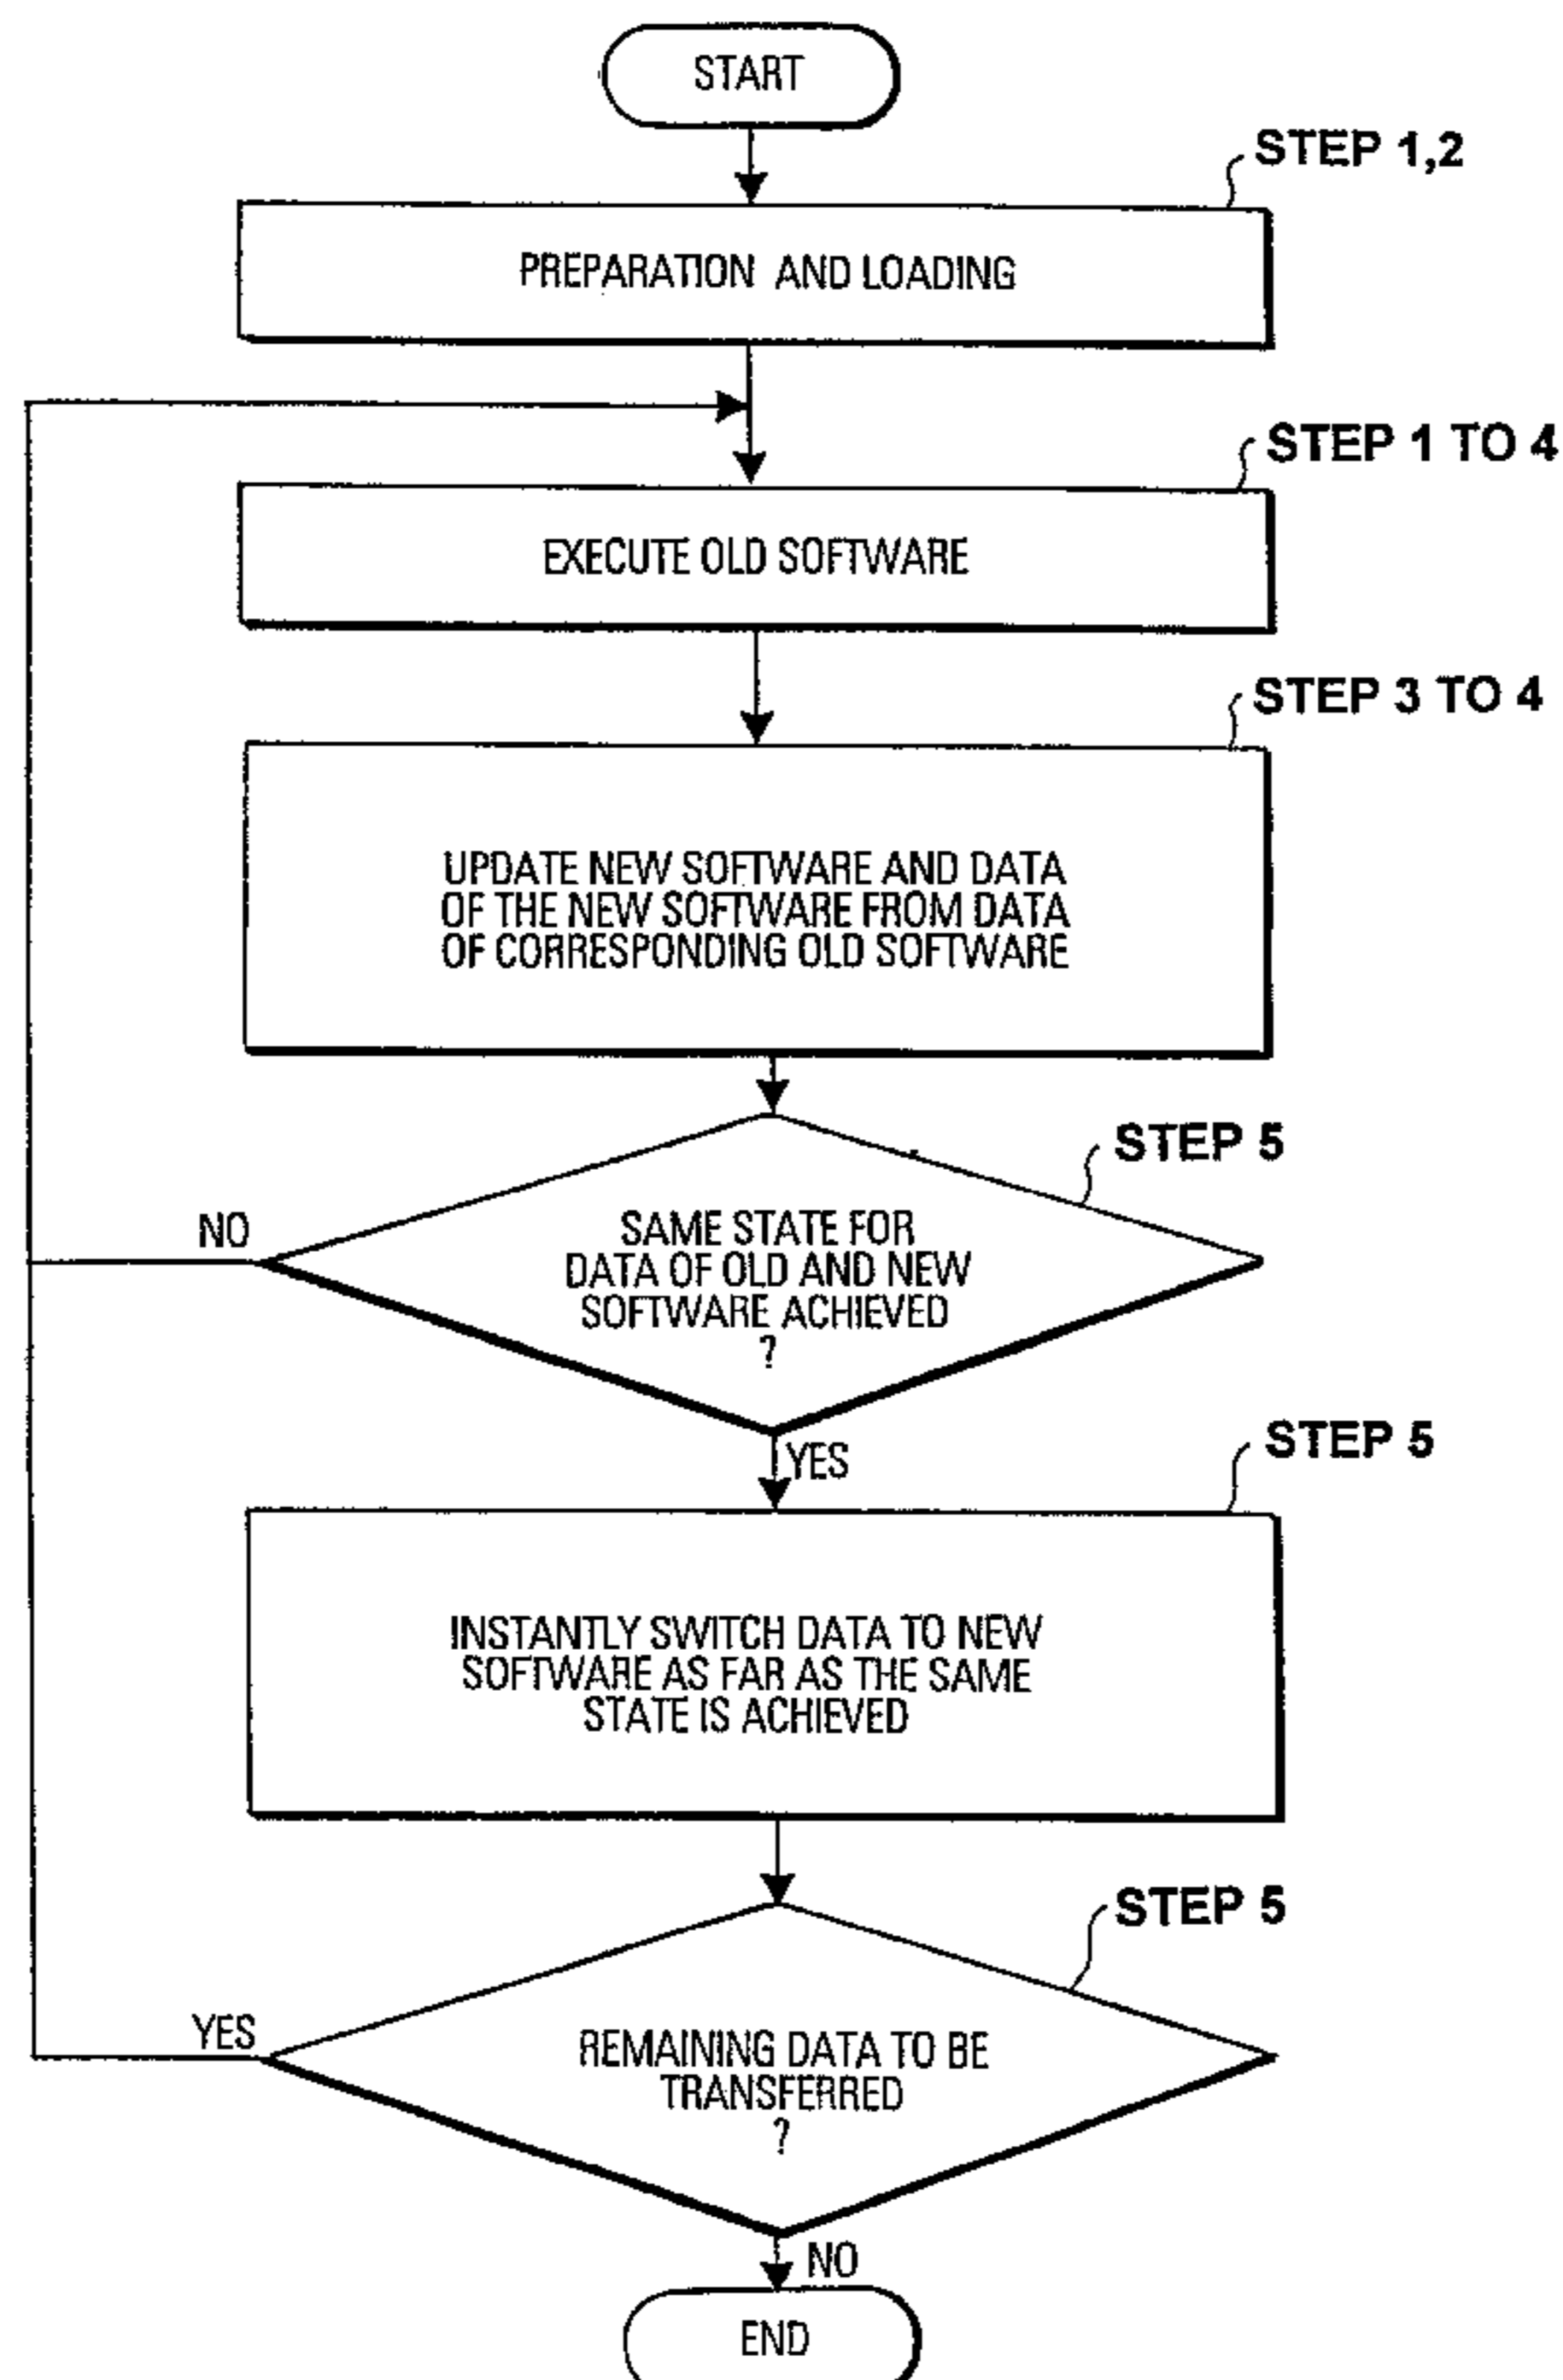 START
STEP 1,2
PREPARATION AND LOADING
STEP 1 TO 4
EXECUTE OLD SOFTWARE
STEP 3 TO 4
UPDATE NEW SOFTWARE AND DATA
OF THE NEW SOFTWARE FROM DATA
OF CORRESPONDING OLD SOFTWARE
STEP 5
NO
SAME STATE FOR
DATA OF OLD AND NEW
SOFTWARE ACHIEVED
?
YES
STEP 5
INSTANTLY SWITCH DATA TO NEW
SOFTWARE AS FAR AS THE SAME
STATE IS ACHIEVED
STEP 5
YES
REMAINING DATA TO BE
TRANSFERRED
?
NO
END